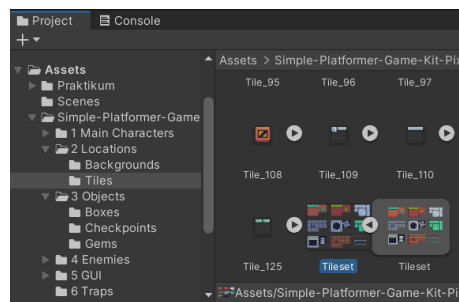 Project
Console
Assets > Simple-Platformer-Game-Kit-Pix
Assets
Praktikum
Scenes
Simple-Platformer-Game
1 Main Characters
2 Locations
Backgrounds
Tiles
3 Objects
Boxes
Checkpoints
Gems
4 Enemies
5 GUI
6 Traps
Tile_95 Tile_96 Tile_97
Tile_108 Tile_109 Tile_110
Tile_125 Tileset Tileset
Assets/Simple-Platformer-Game-Kit-Pi